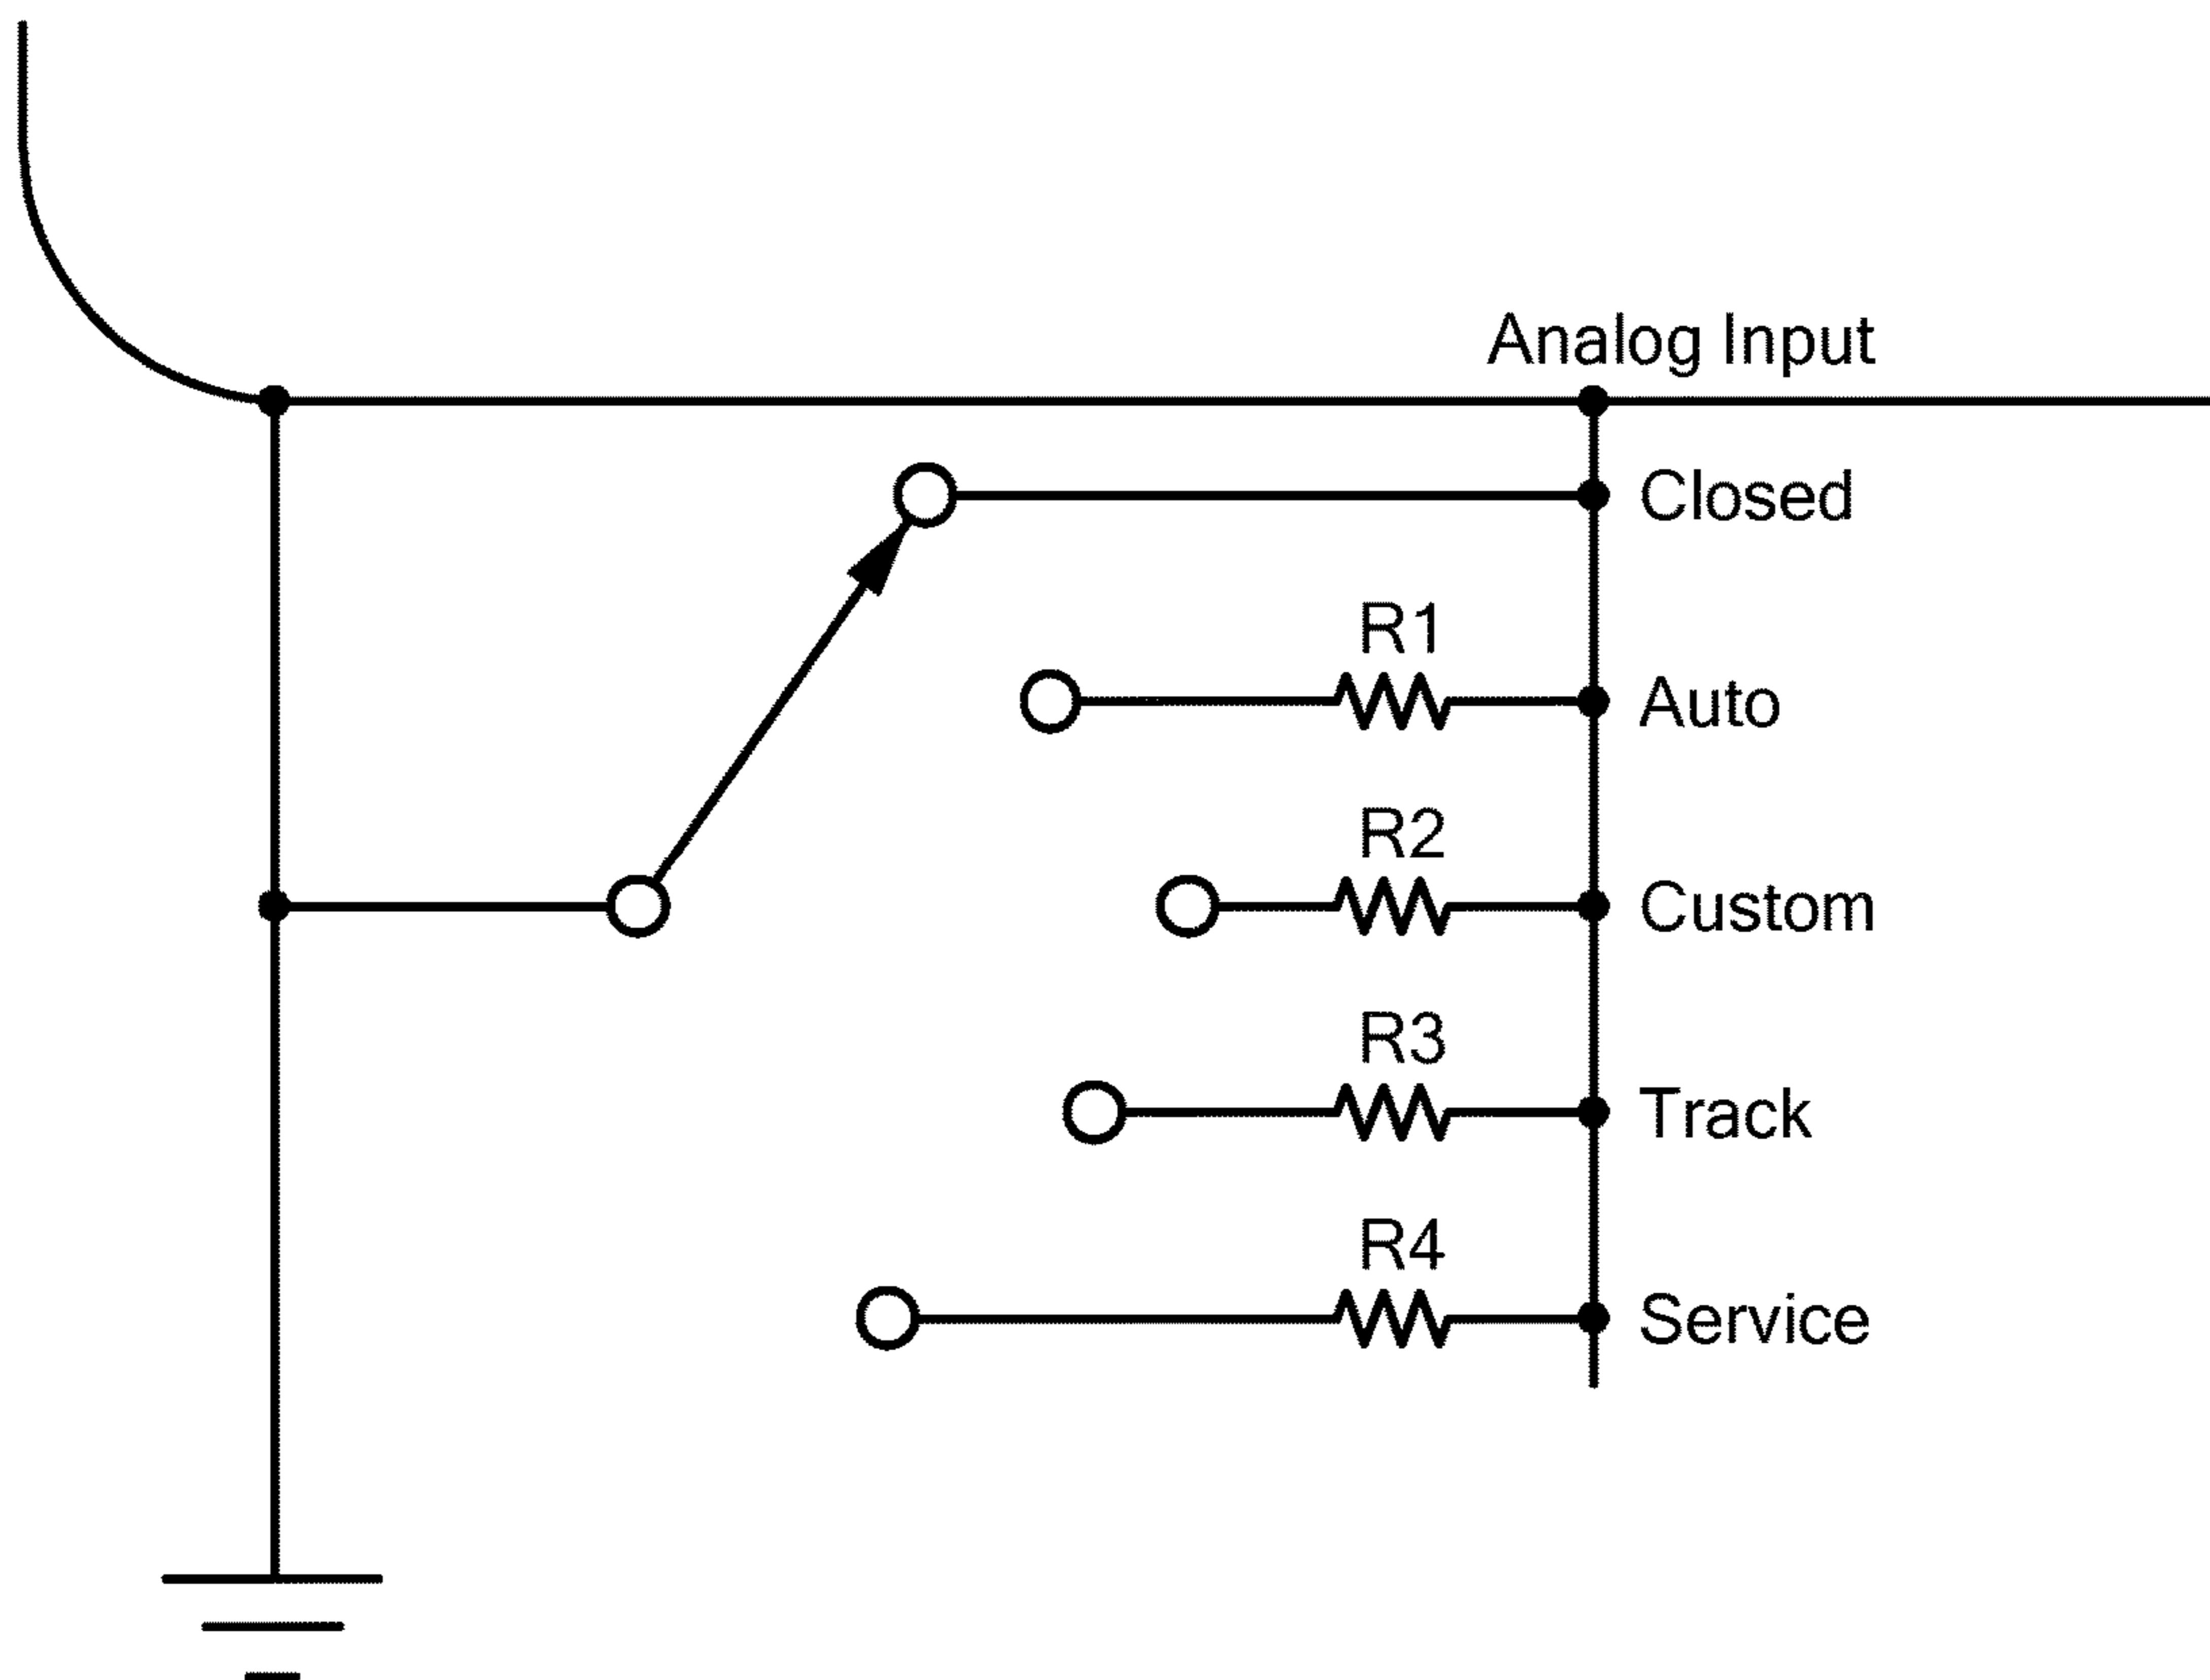 Analog Input
Closed
R1
Auto
R2
Custom
R3
Track
R4
Service